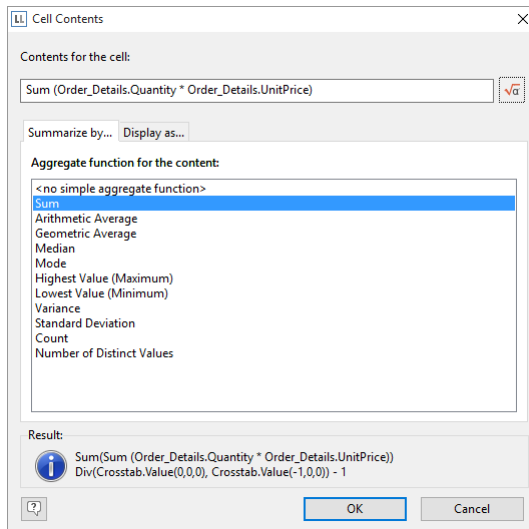 LL Cell Contents
Contents for the cell:
Sum (Order_Details.Quantity * Order_Details.UnitPrice)
√α
Summarize by... Display as...
Aggregate function for the content:
<no simple aggregate function>
Sum
Arithmetic Average
Geometric Average
Median
Mode
Highest Value (Maximum)
Lowest Value (Minimum)
Variance
Standard Deviation
Count
Number of Distinct Values
Result:
Sum(Sum (Order_Details.Quantity * Order_Details.UnitPrice))
Div(Crosstab.Value(0,0,0), Crosstab.Value(-1,0,0)) - 1
? OK Cancel